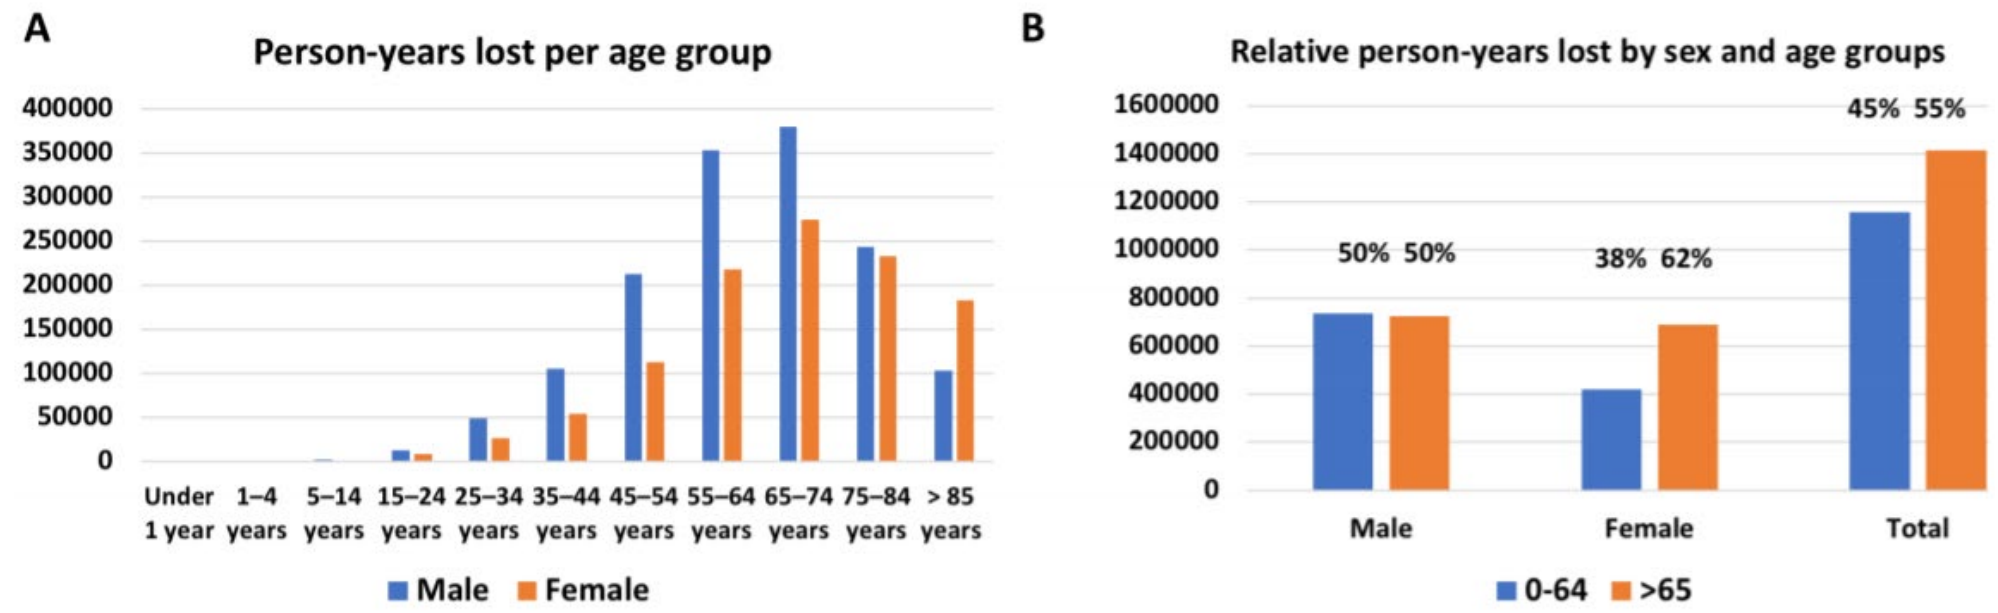 A
Person-years lost per age group
400000
350000
300000
250000
200000
150000
100000
50000
0
Under 1–4 5–14 15–24 25–34 35–44 45–54 55–64 65–74 75–84 > 85
1 year years years years years years years years years years years
Male Female
B
Relative person-years lost by sex and age groups
1600000
1400000
1200000
1000000
800000
600000
400000
200000
0
50% 50%
38% 62%
45% 55%
Male Female Total
0-64 >65